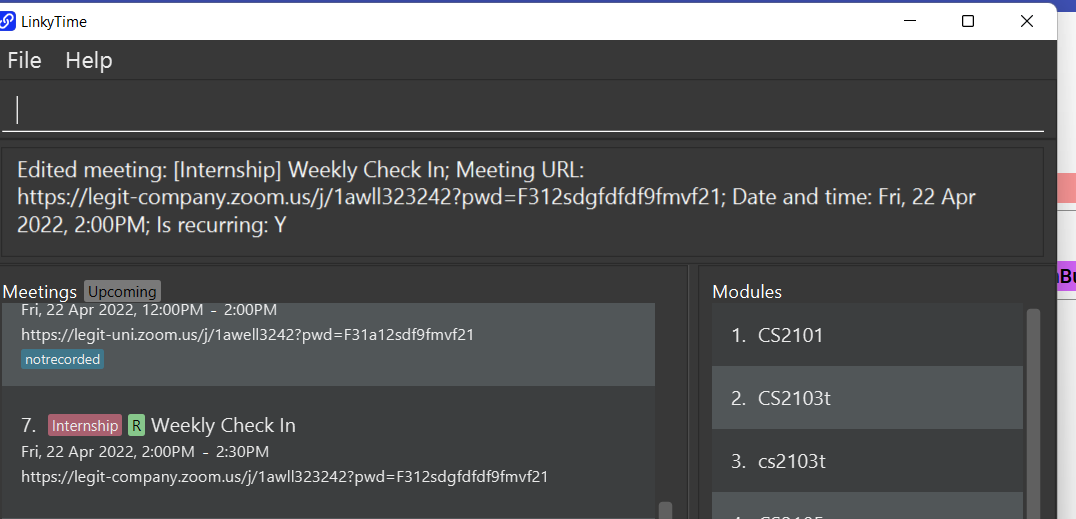 LinkyTime
File Help
Edited meeting: [Internship] Weekly Check In; Meeting URL:
https://legit-company.zoom.us/j/1awll323242?pwd=F312sdgfdfdf9fmvf21; Date and time: Fri, 22 Apr
2022, 2:00PM; Is recurring: Y
Meetings Upcoming
Fri, 22 Apr 2022, 12:00PM - 2:00PM
https://legit-uni.zoom.us/j/1awell3242?pwd=F31a12sdf9fmvf21
notrecorded
7. Internship R Weekly Check In
Fri, 22 Apr 2022, 2:00PM - 2:30PM
https://legit-company.zoom.us/j/1awll323242?pwd=F312sdgfdfdf9fmvf21
Modules
1. CS2101
2. CS2103t
3. cs2103t